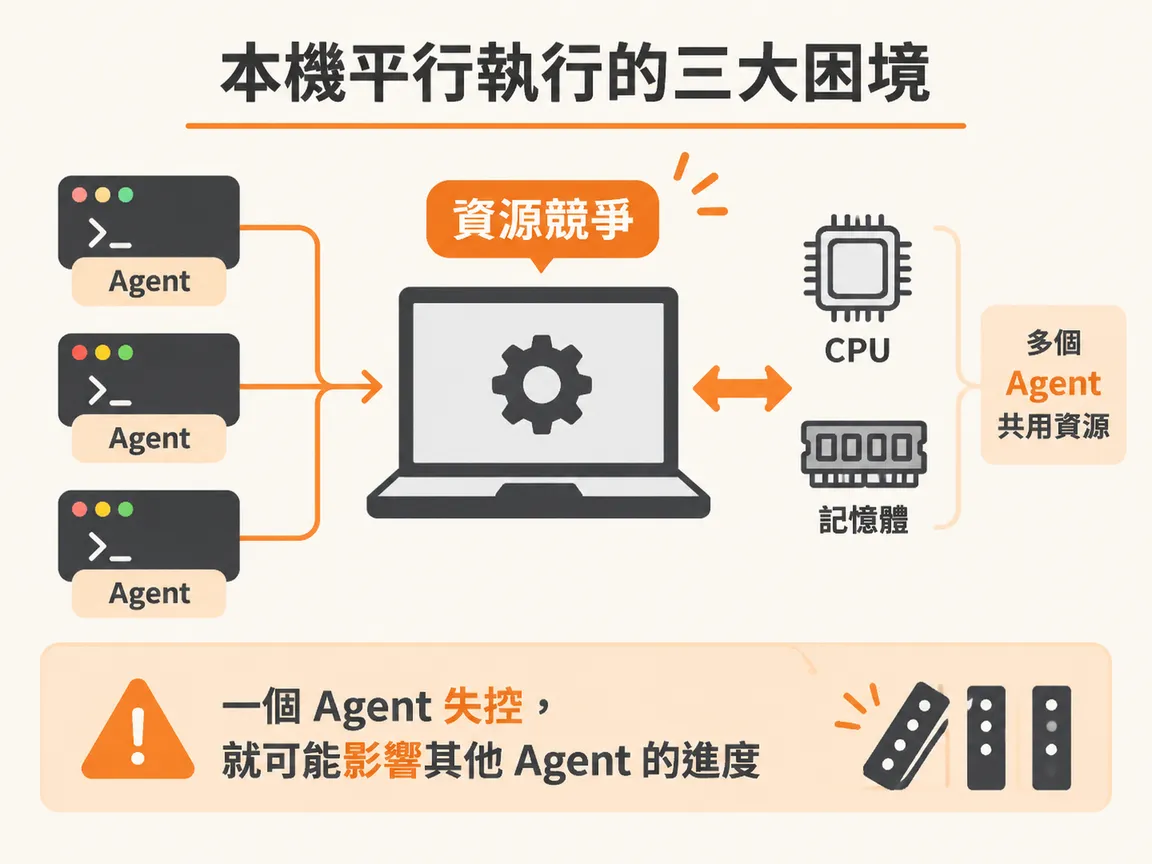 本機平行執行的三大困境
>_
Agent
>_
Agent
>_
Agent
資源競爭
CPU
記憶體
多個
Agent
共用資源
一個 Agent 失控，
就可能影響其他 Agent 的進度